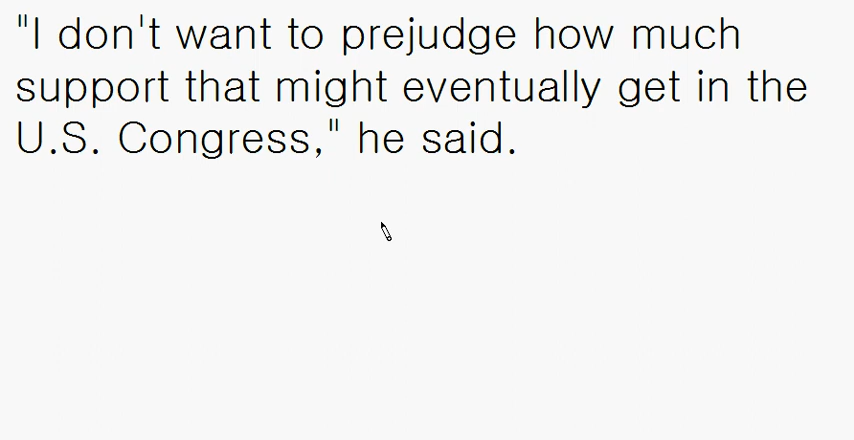 "I don't want to prejudge how much
support that might eventually get in the
U.S. Congress," he said.